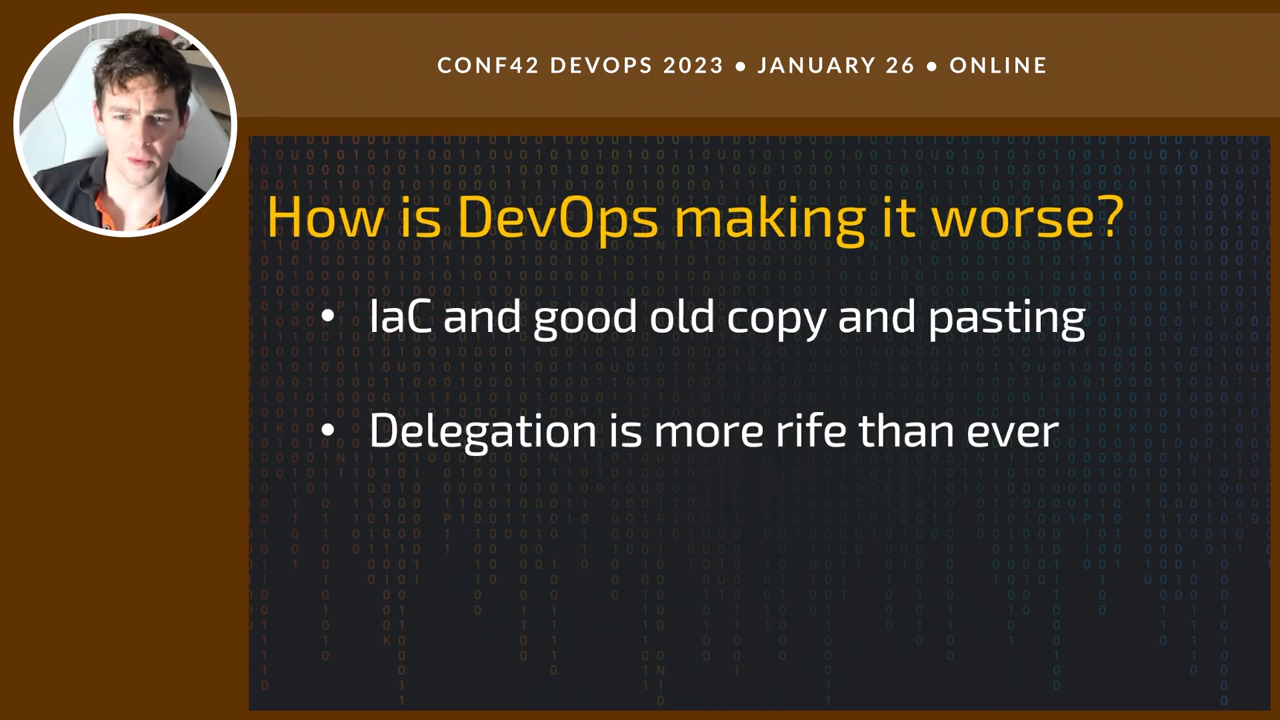 CONF42 DEVOPS 2023 ● JANUARY 26 ● ONLINE
How is DevOps making it worse?
• IaC and good old copy and pasting
• Delegation is more rife than ever